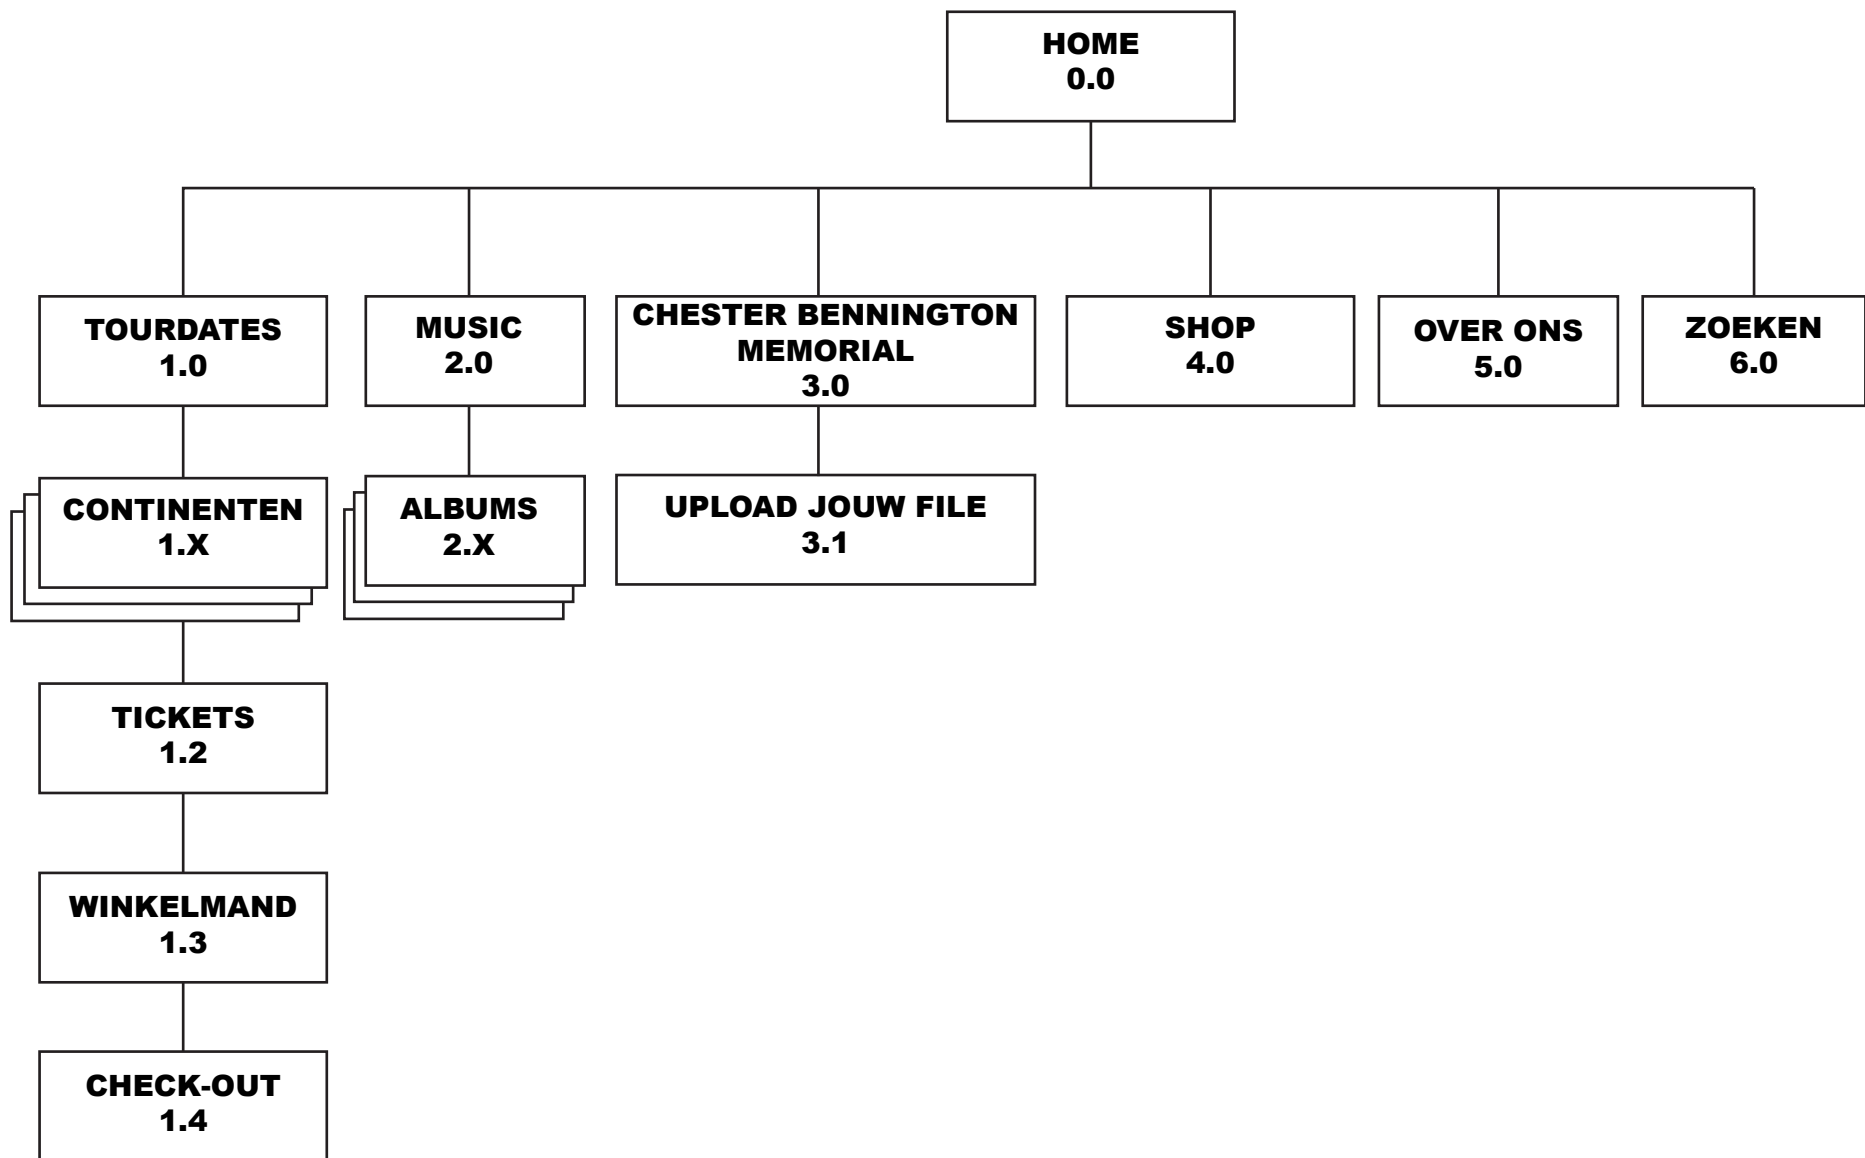 HOME
0.0
TOURDATES
1.0
MUSIC
2.0
CHESTER BENNINGTON
MEMORIAL
3.0
SHOP
4.0
OVER ONS
5.0
ZOEKEN
6.0
CONTINENTEN
1.X
ALBUMS
2.X
UPLOAD JOUW FILE
3.1
TICKETS
1.2
WINKELMAND
1.3
CHECK-OUT
1.4